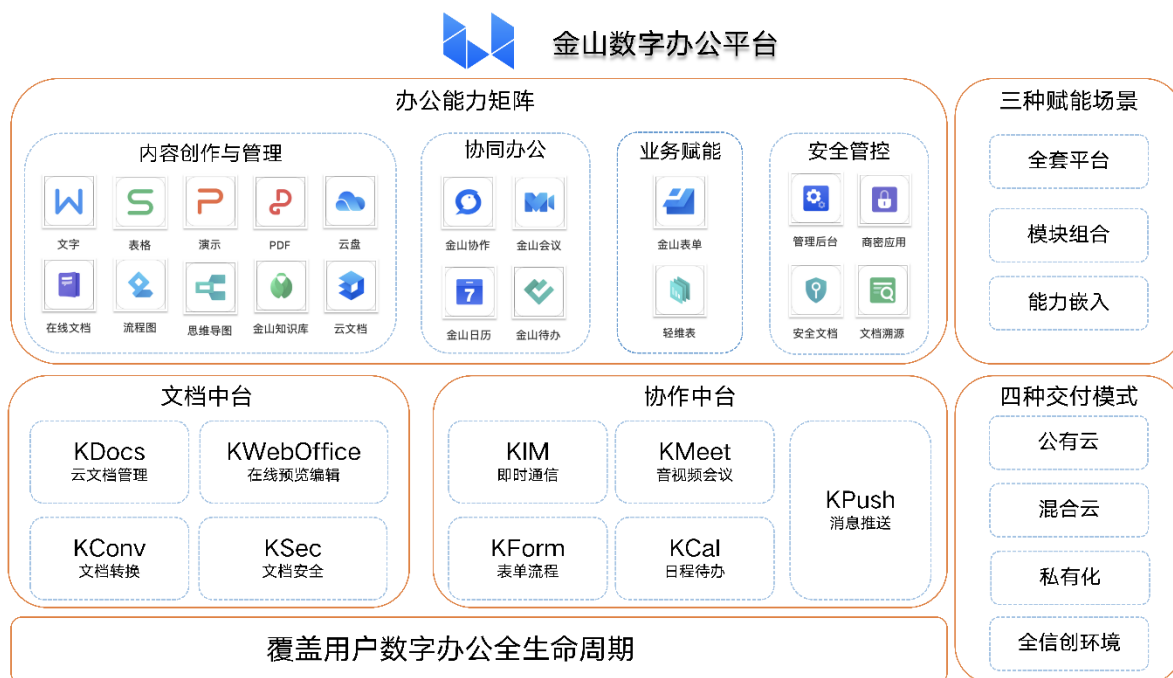 金山数字办公平台
办公能力矩阵
内容创作与管理
文字
表格
演示
PDF
云盘
在线文档
流程图
思维导图
金山知识库
云文档
协同办公
金山协作
金山会议
7
金山日历
金山待办
业务赋能
金山表单
轻维表
安全管控
管理后台
商密应用
安全文档
文档溯源
三种赋能场景
全套平台
模块组合
能力嵌入
文档中台
KDocs
云文档管理
KWebOffice
在线预览编辑
KConv
文档转换
KSec
文档安全
协作中台
KIM
即时通信
KMeet
音视频会议
KForm
表单流程
KCal
日程待办
KPush
消息推送
四种交付模式
公有云
混合云
私有化
全信创环境
覆盖用户数字办公全生命周期